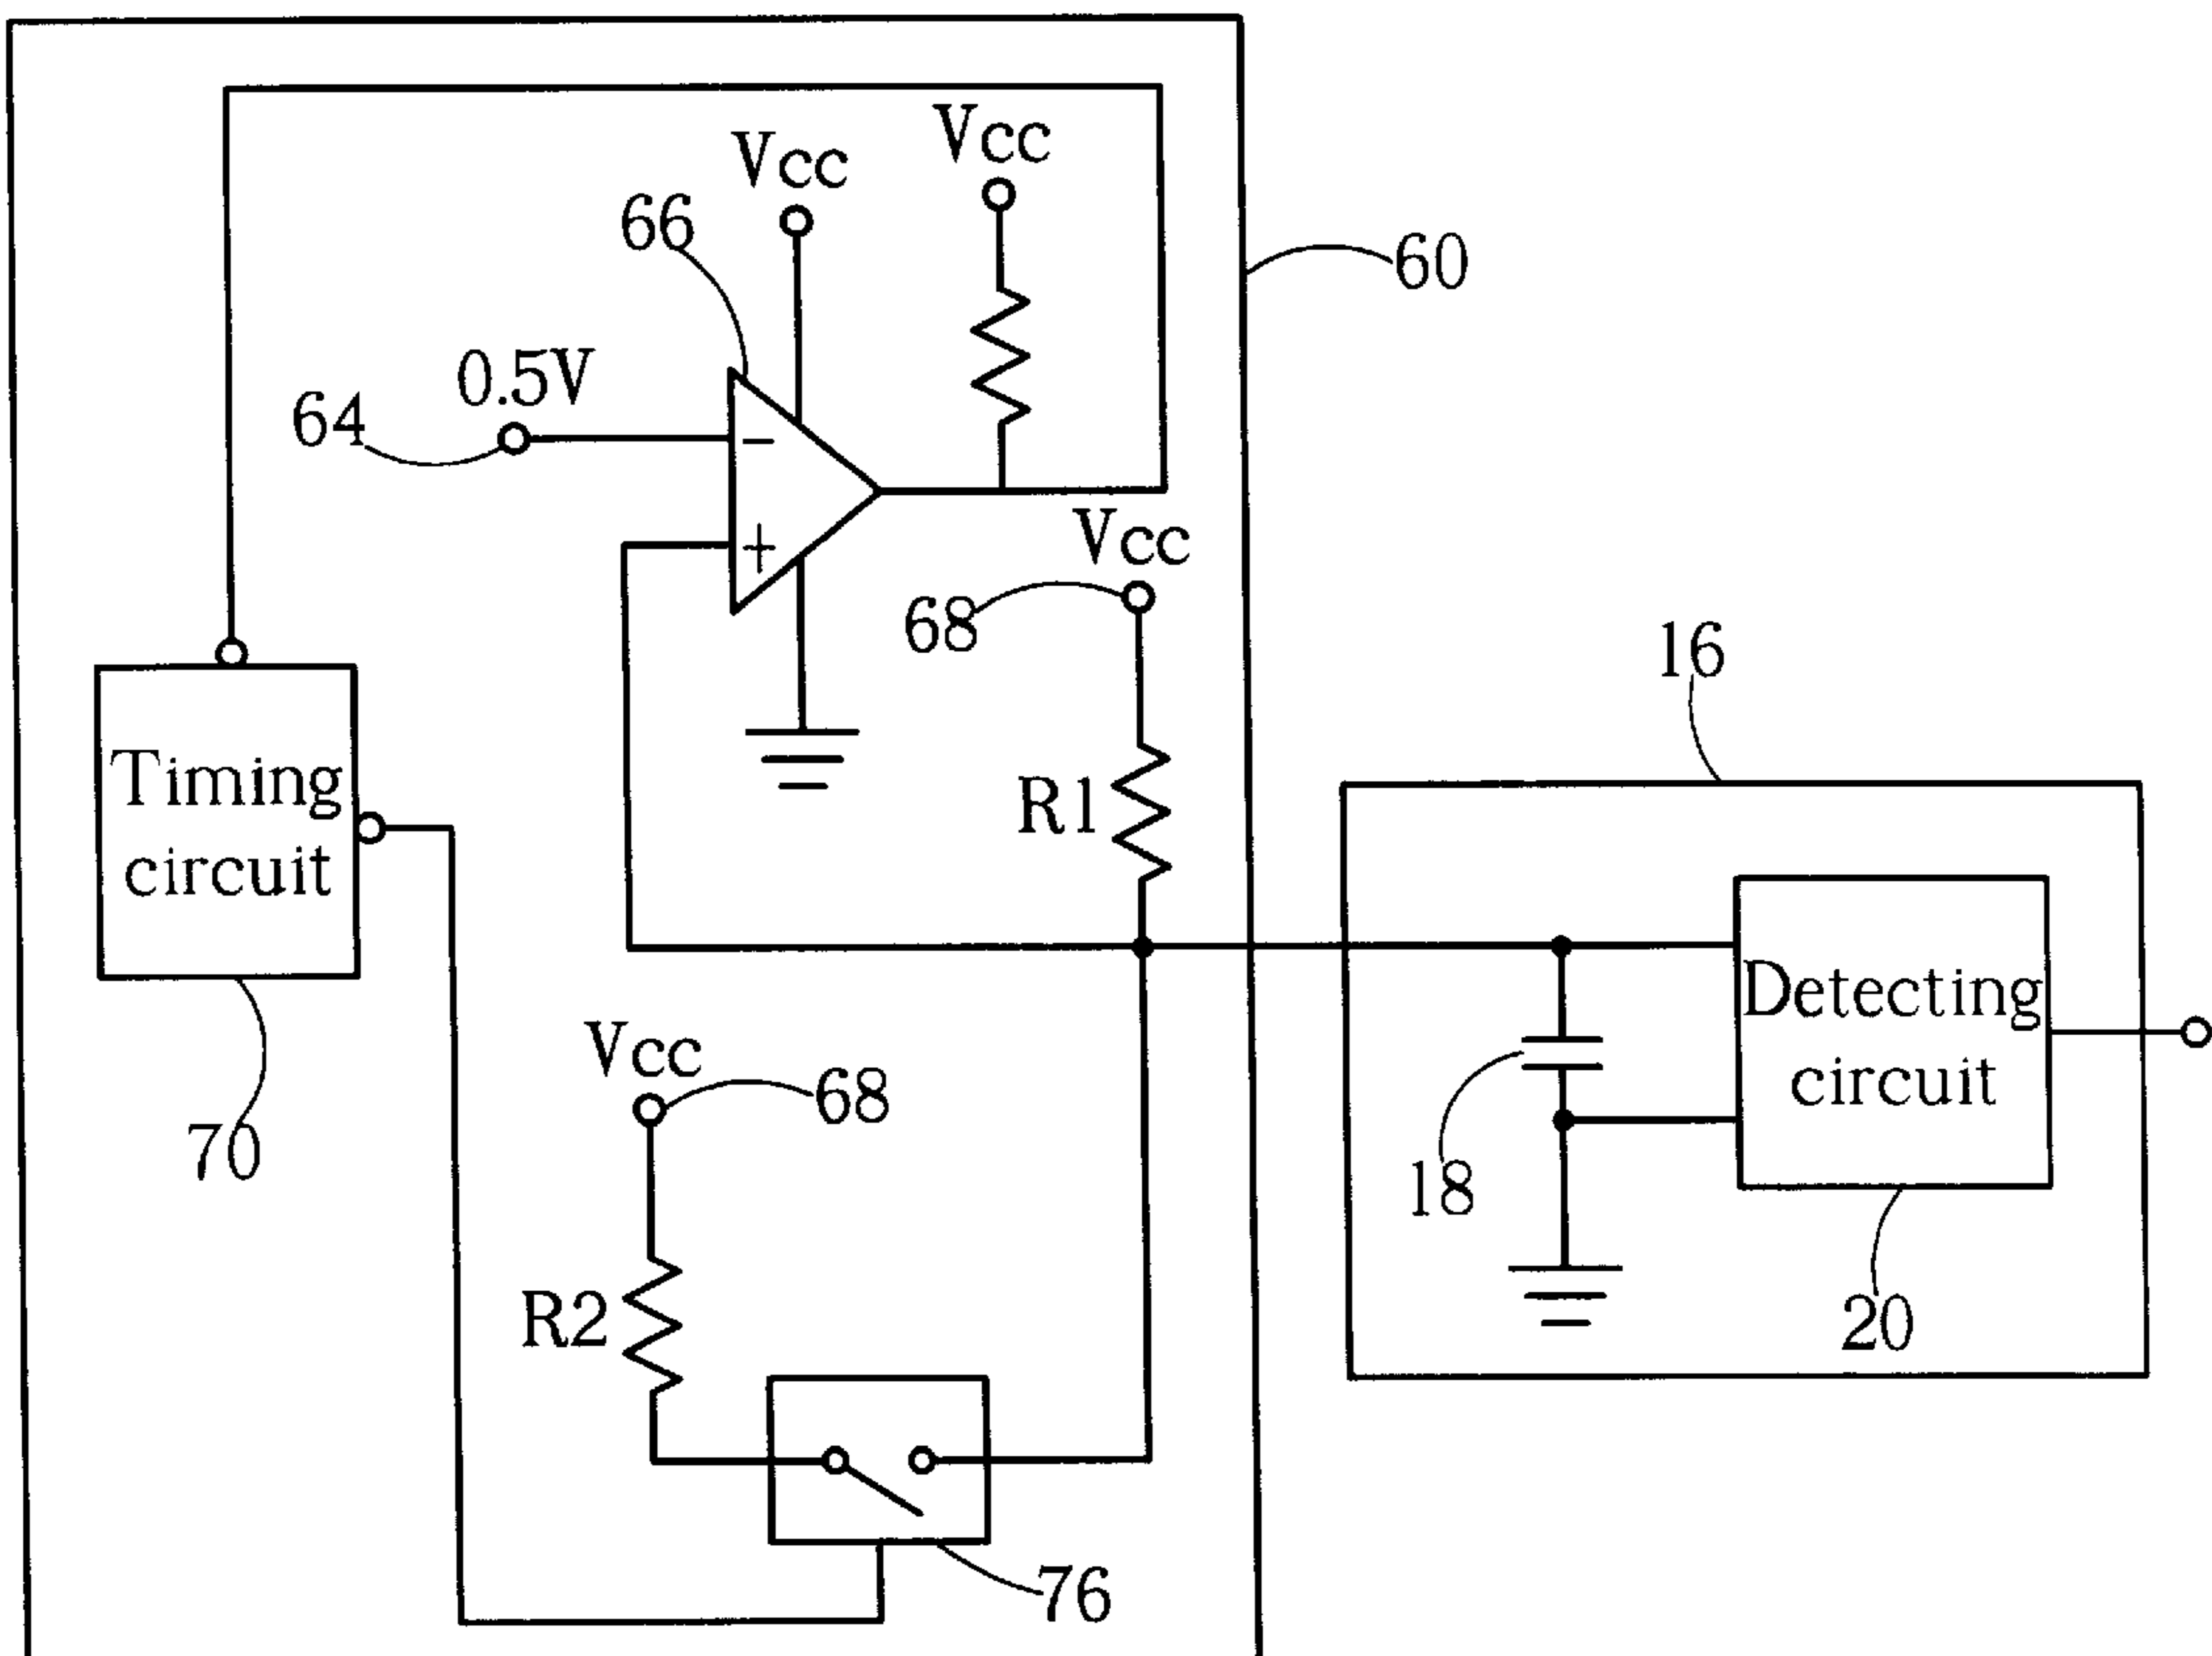 Vcc
Vcc
66
60
0.5V
64
Vcc
68
16
Timing
circuit
R1
Detecting
circuit
Vcc
68
70
18
R2
20
76